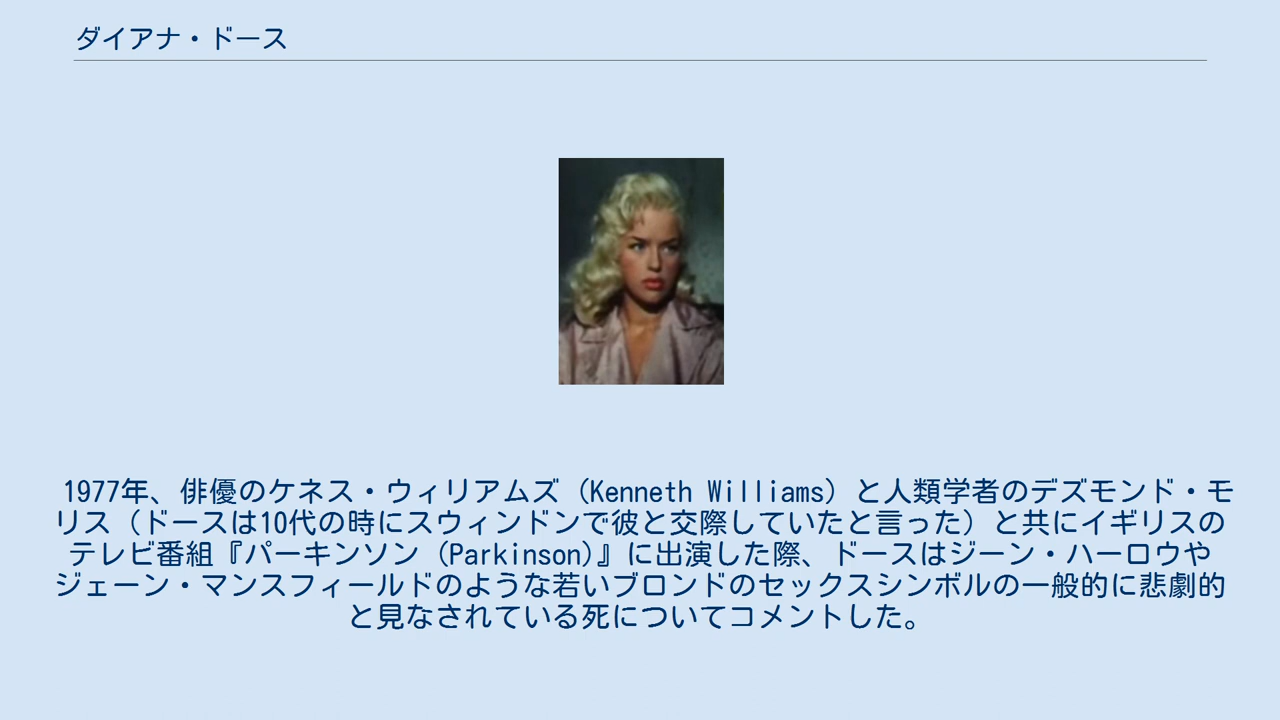 ダイアナ・ドース
1977年、俳優のケネス・ウィリアムズ（Kenneth Williams）と人類学者のデズモンド・モ
リス（ドースは10代の時にスウィンドンで彼と交際していたと言った）と共にイギリスの
テレビ番組『パーキンソン（Parkinson)』に出演した際、ドースはジーン・ハーロウや
ジェーン・マンスフィールドのような若いブロンドのセックスシンボルの一般的に悲劇的
と見なされている死についてコメントした。